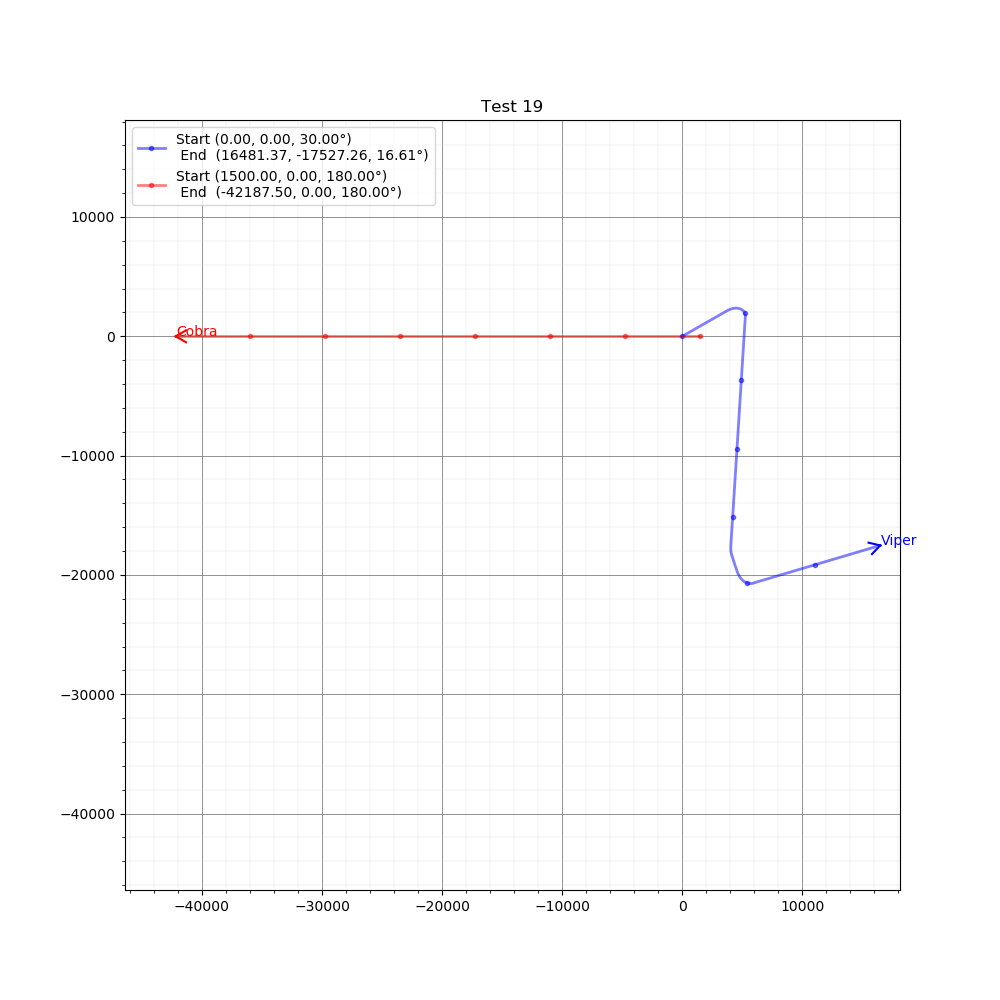 Test 19
Start (0.00, 0.00, 30.00°)
End  (16481.37, -17527.26, 16.61°)
Start (1500.00, 0.00, 180.00°)
End  (-42187.50, 0.00, 180.00°)
10000
0
−10000
−20000
−30000
−40000
Cobra
Viper
−40000
−30000
−20000
−10000
0
10000